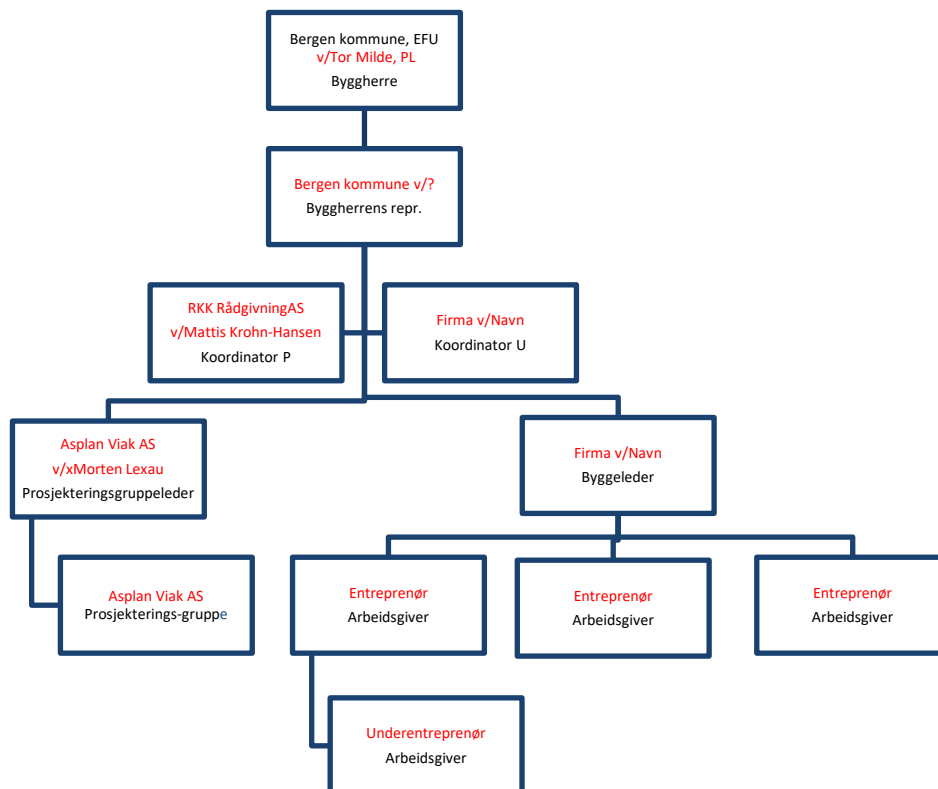 Bergen kommune, EFU
v/Tor Milde, PL
Byggherre
Bergen kommune v/?
Byggherrens repr.
RKK RådgivningAS
v/Mattis Krohn-Hansen
Koordinator P
Firma v/Navn
Koordinator U
Asplan Viak AS
v/xMorten Lexau
Prosjekteringsgruppeleder
Firma v/Navn
Byggeleder
Asplan Viak AS
Prosjekterings-gruppe
Entreprenør
Arbeidsgiver
Entreprenør
Arbeidsgiver
Entreprenør
Arbeidsgiver
Underentreprenør
Arbeidsgiver